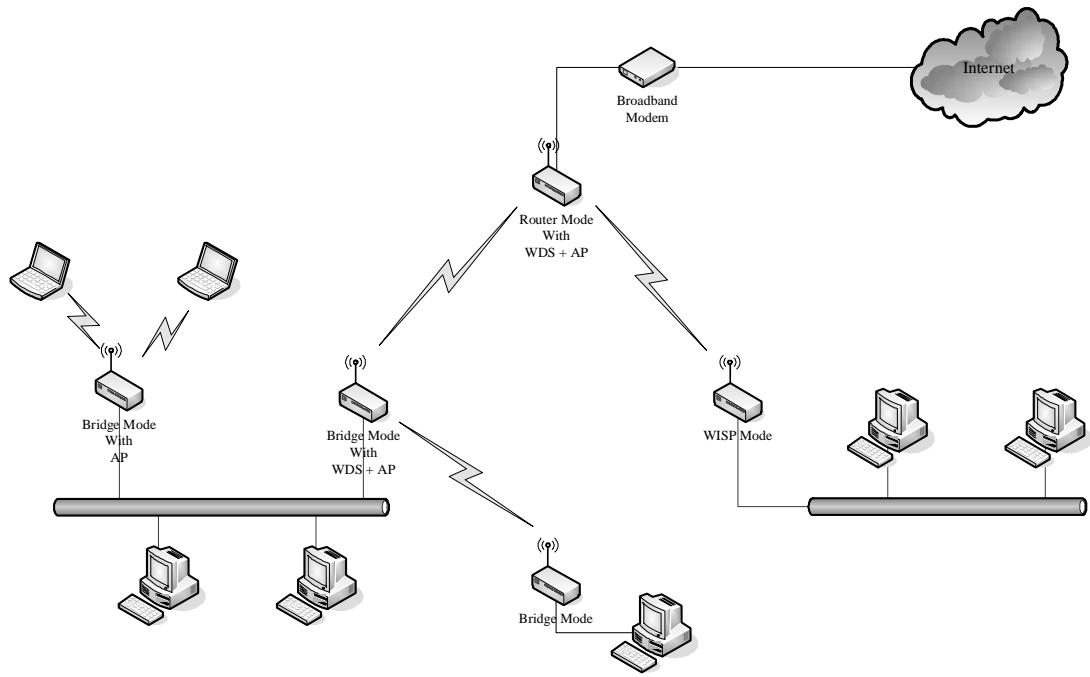 Internet
Broadband
Modem
Router Mode
With
WDS + AP
Bridge Mode
With
AP
Bridge Mode
With
WDS + AP
WISP Mode
Bridge Mode